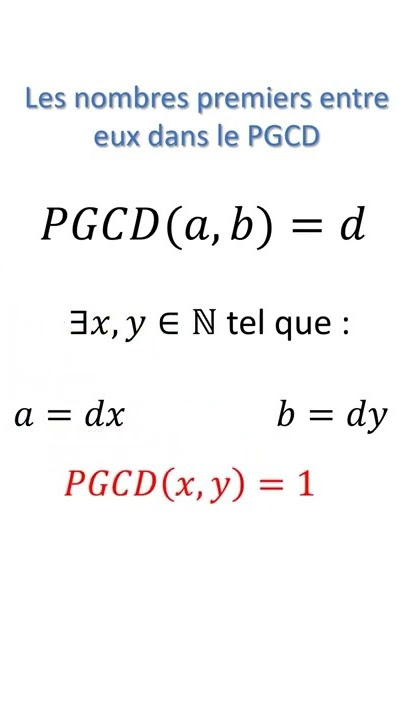 Les nombres premiers entre
eux dans le PGCD
PGCD(a, b) = d
∃x, y ∈ ℕ tel que :
a = dx b = dy
PGCD(x, y) = 1